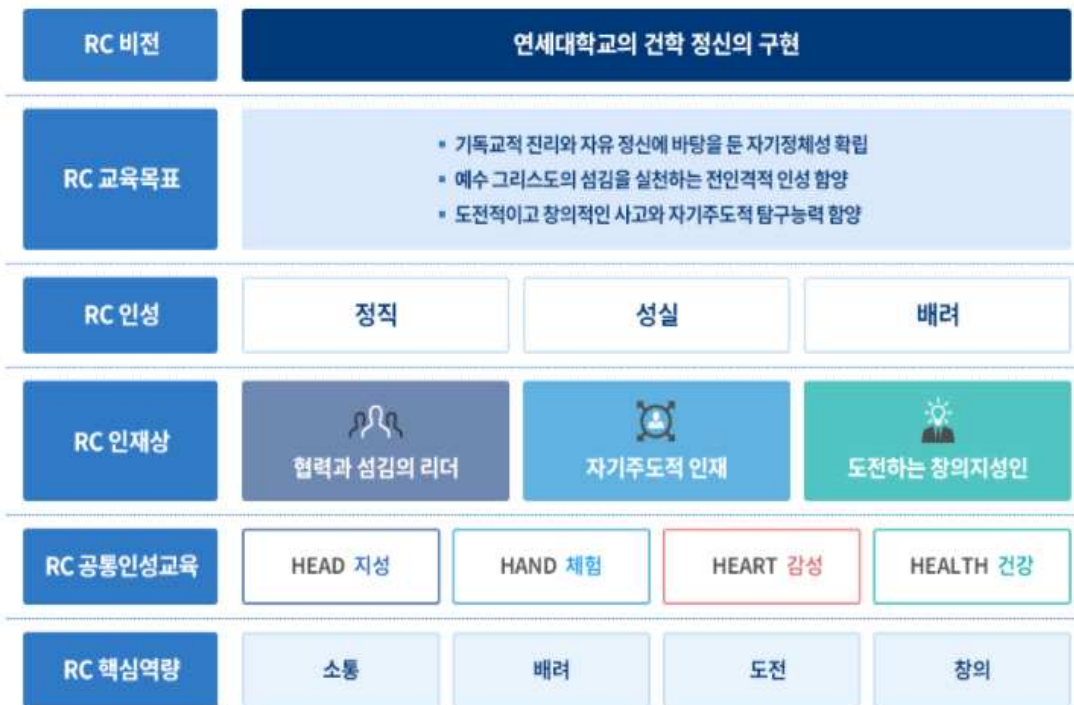 RC 비전
연세대학교의 건학 정신의 구현
RC 교육목표
▪ 기독교적 진리와 자유 정신에 바탕을 둔 자기정체성 확립
▪ 예수 그리스도의 섬김을 실천하는 전인격적 인성 함양
▪ 도전적이고 창의적인 사고와 자기주도적 탐구능력 함양
RC 인성
정직
성실
배려
RC 인재상
협력과 섬김의 리더
자기주도적 인재
도전하는 창의지성인
RC 공통인성교육
HEAD 지성
HAND 체험
HEART 감성
HEALTH 건강
RC 핵심역량
소통
배려
도전
창의